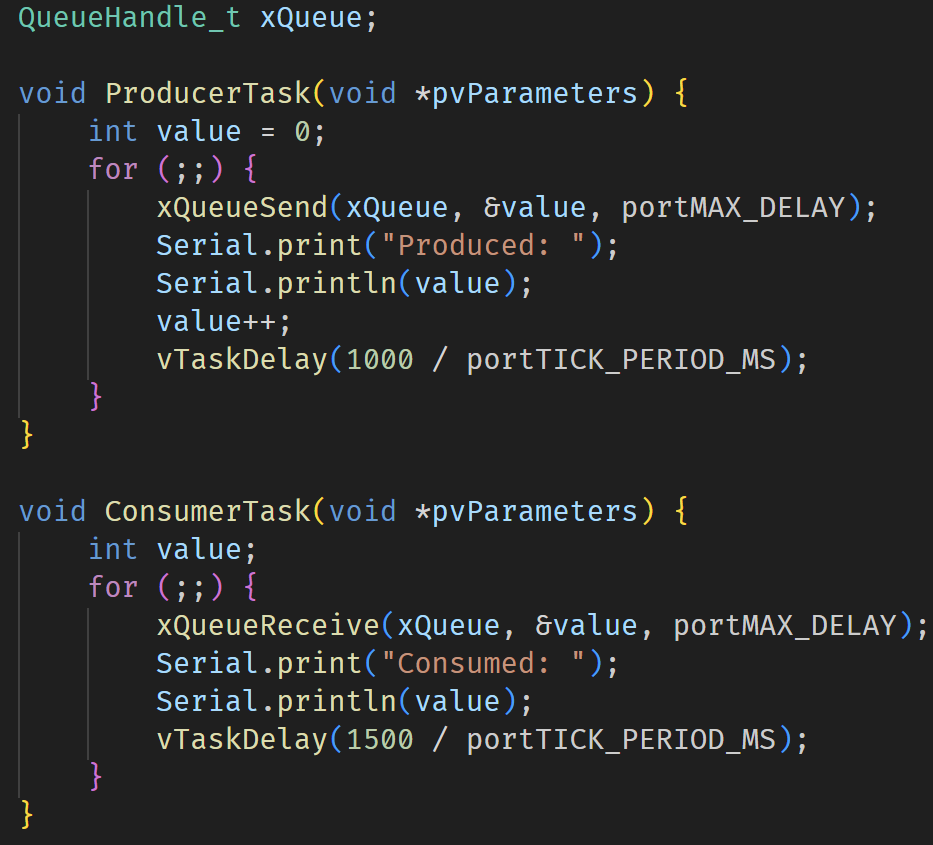 QueueHandle_t xQueue;
void ProducerTask(void *pvParameters) {
int value = 0;
for (;;) {
xQueueSend(xQueue, &value, portMAX_DELAY);
Serial.print("Produced: ");
Serial.println(value);
value++;
vTaskDelay(1000 / portTICK_PERIOD_MS);
}
}
void ConsumerTask(void *pvParameters) {
int value;
for (;;) {
xQueueReceive(xQueue, &value, portMAX_DELAY);
Serial.print("Consumed: ");
Serial.println(value);
vTaskDelay(1500 / portTICK_PERIOD_MS);
}
}